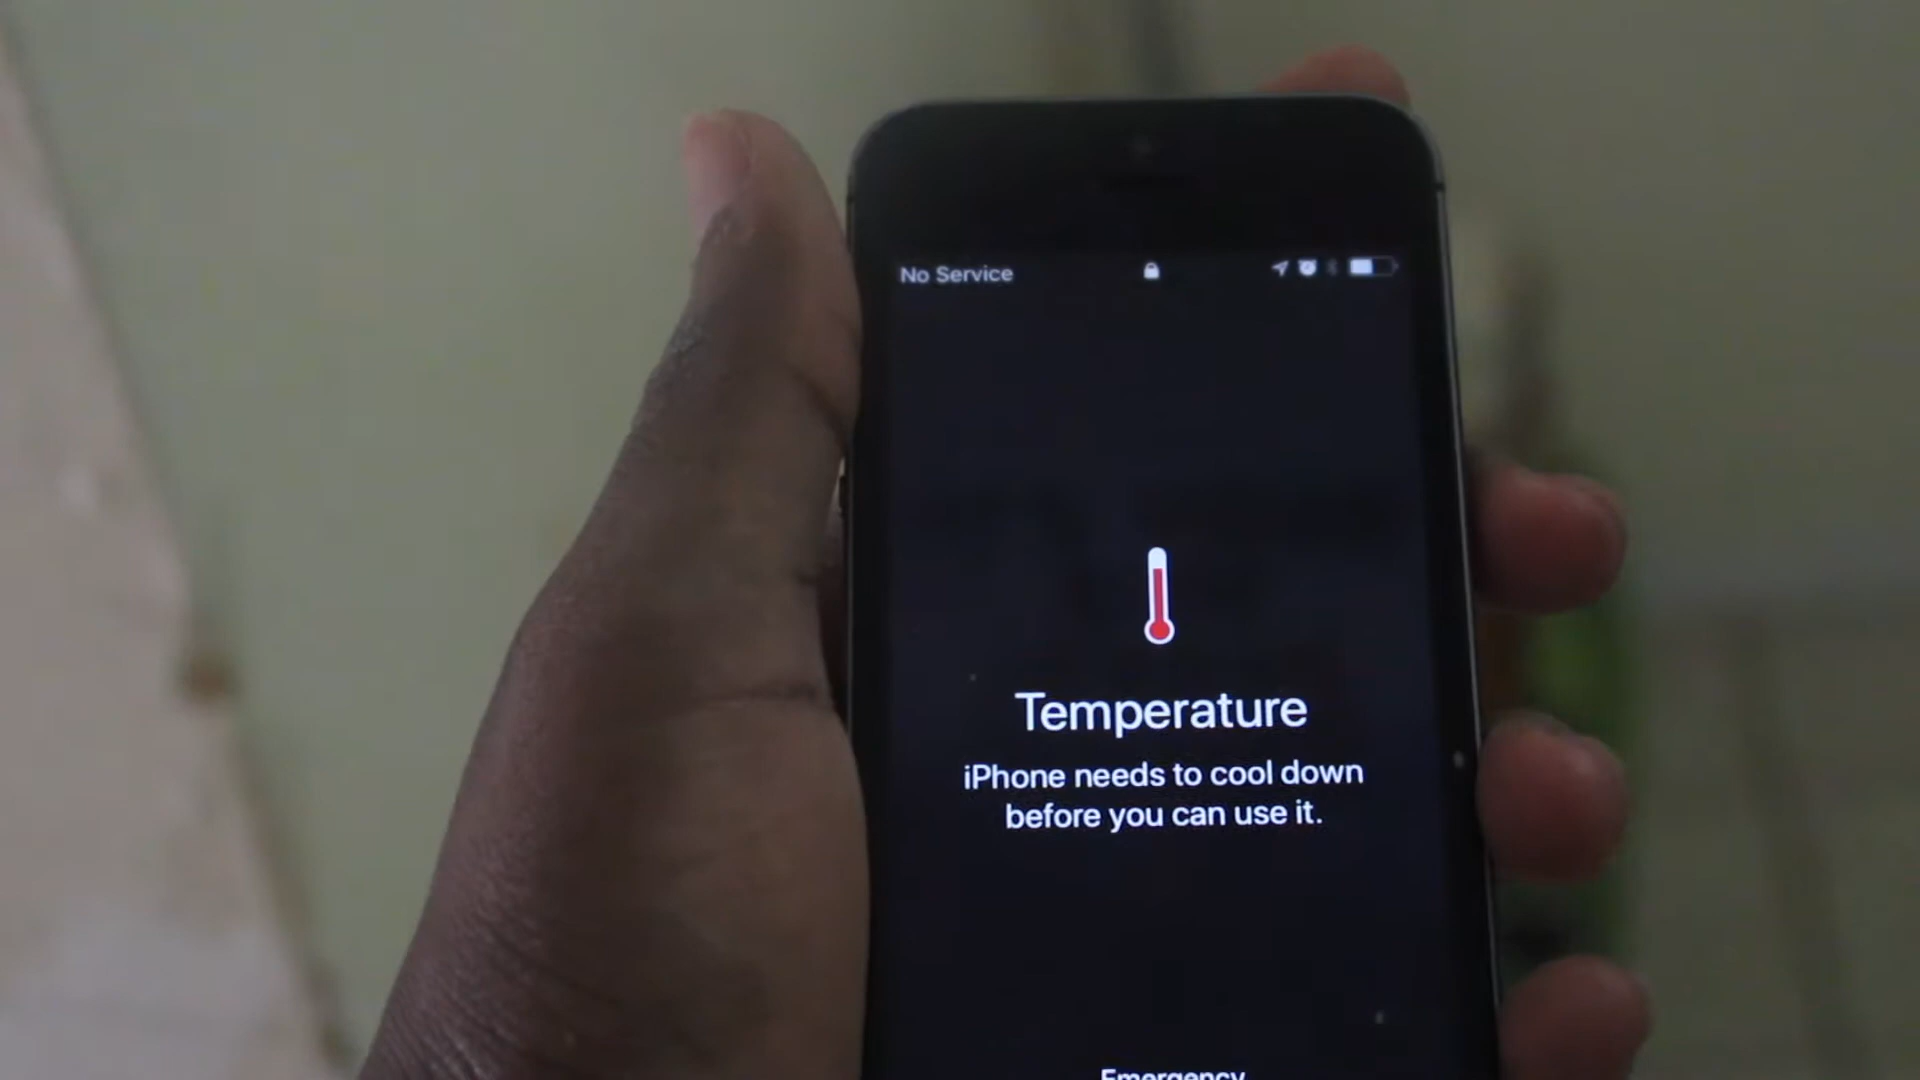 No Service
Temperature
iPhone needs to cool down
before you can use it.
Emergency